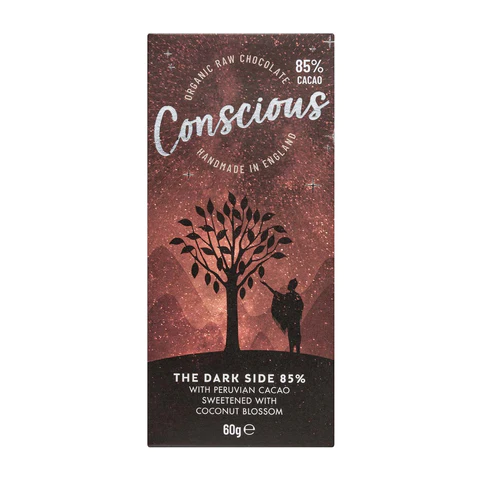 ORGANIC RAW CHOCOLATE
85%
CACAO
Conscious
HANDMADE IN ENGLAND
THE DARK SIDE 85%
WITH PERUVIAN CACAO
SWEETENED WITH
COCONUT BLOSSOM
60g ℮